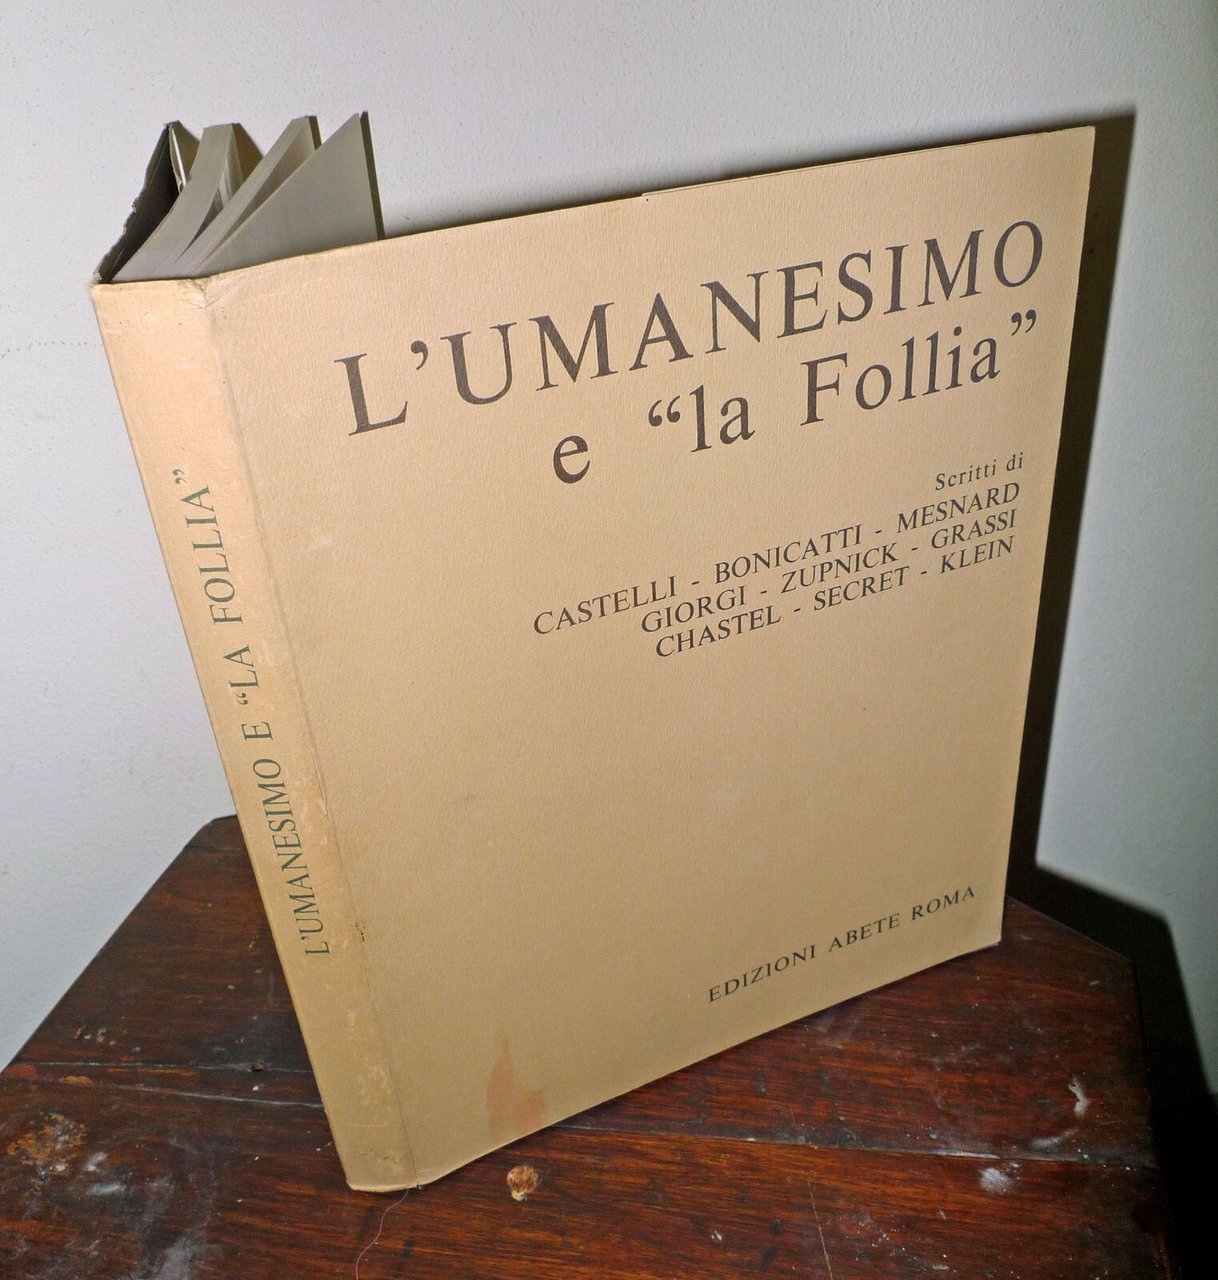 L'UMANESIMO
e “la Follia”
Scritti di
CASTELLI - BONICATTI - MESNARD
GIORGI - ZUPNICK - GRASSI
CHASTEL - SECRET - KLEIN
EDIZIONI ABETE ROMA
L'UMANESIMO E “LA FOLLIA”